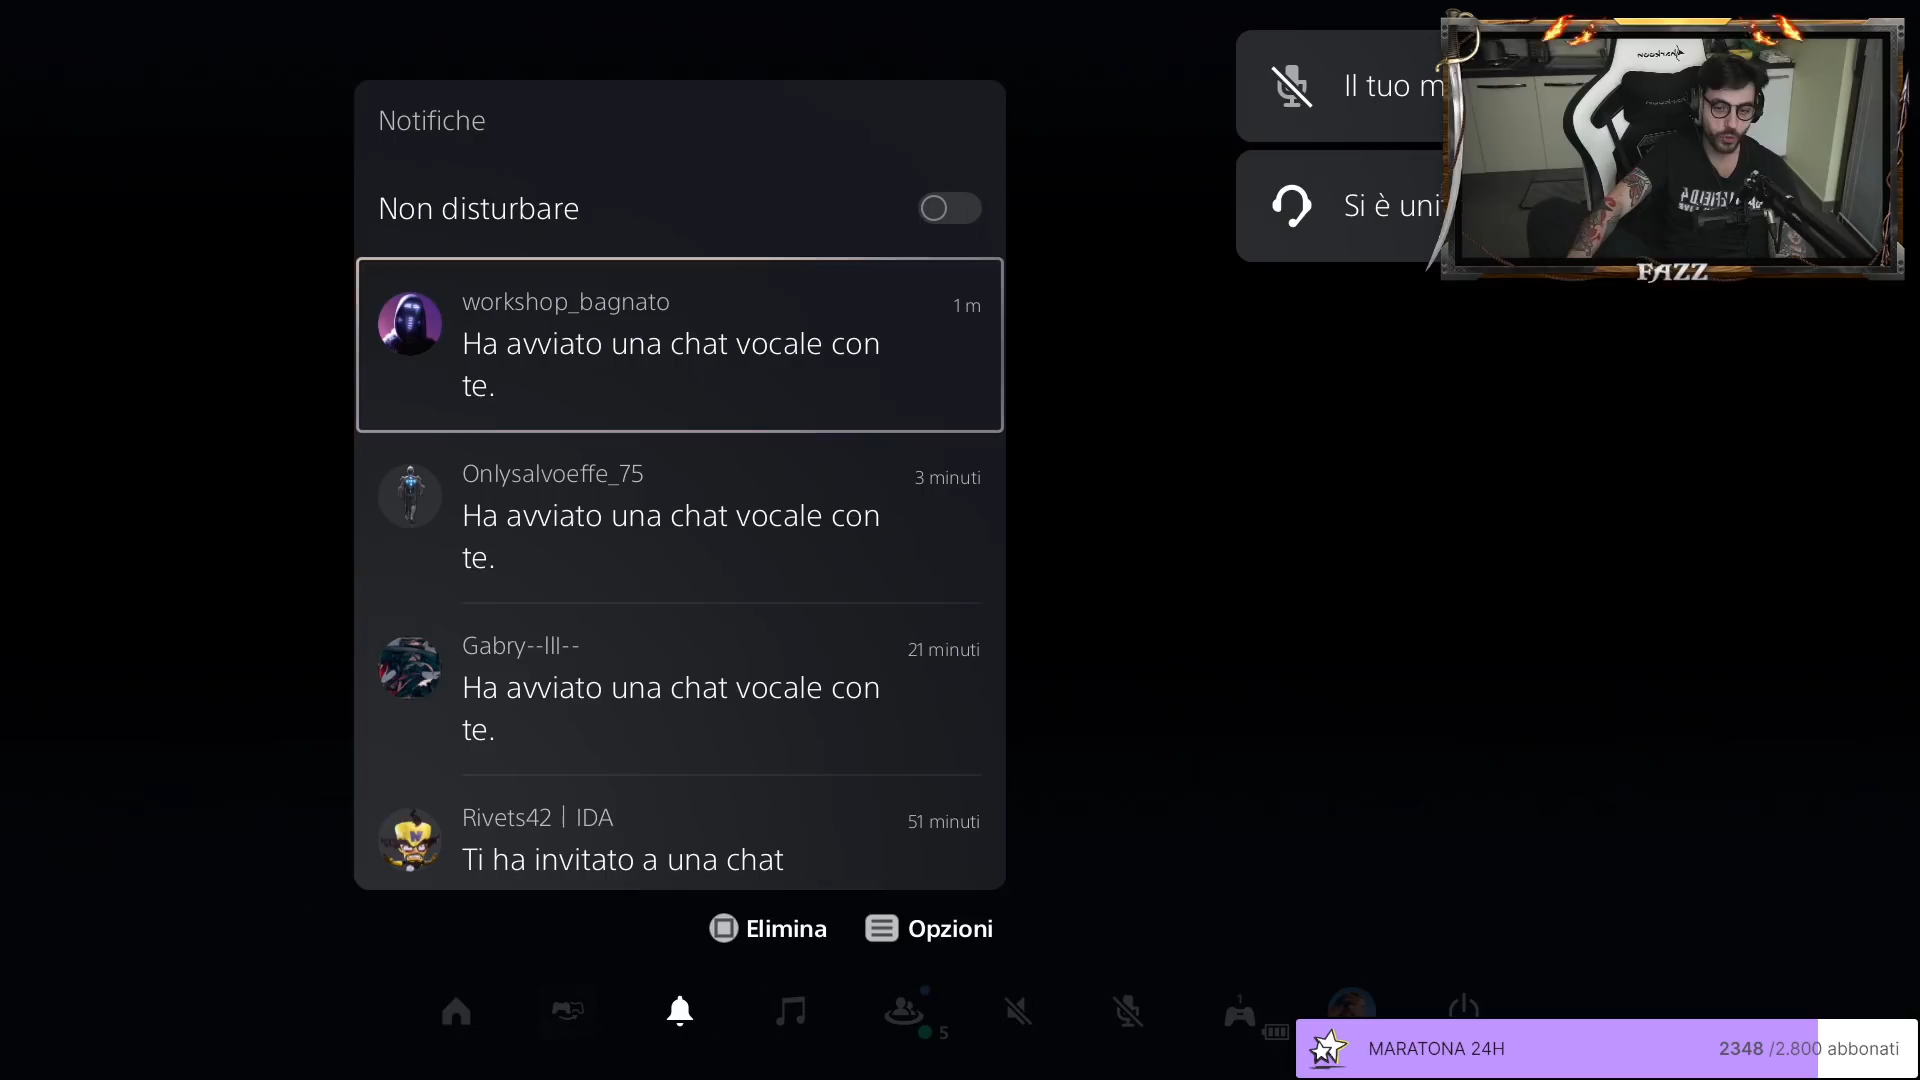 Notifiche
Non disturbare
workshop_bagnato
1 m
Ha avviato una chat vocale con
te.
Onlysalvoeffe_75
3 minuti
Ha avviato una chat vocale con
te.
Gabry--lll--
21 minuti
Ha avviato una chat vocale con
te.
Rivets42 | IDA
51 minuti
Ti ha invitato a una chat
Elimina
Opzioni
Il tuo m
Si è uni
FAZZ
5
1
MARATONA 24H
2348 /2.800 abbonati